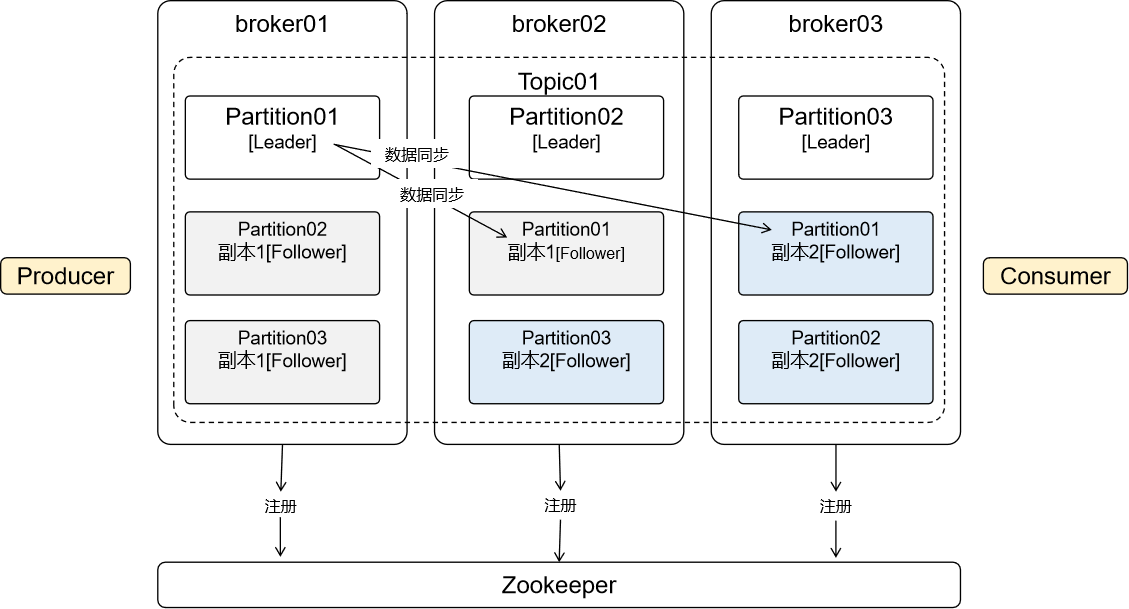 broker01
broker02
broker03
Topic01
Partition01
[Leader]
Partition02
[Leader]
Partition03
[Leader]
数据同步
数据同步
Partition02
副本1[Follower]
Partition01
副本1[Follower]
Partition01
副本2[Follower]
Producer
Consumer
Partition03
副本1[Follower]
Partition03
副本2[Follower]
Partition02
副本2[Follower]
注册
注册
注册
Zookeeper